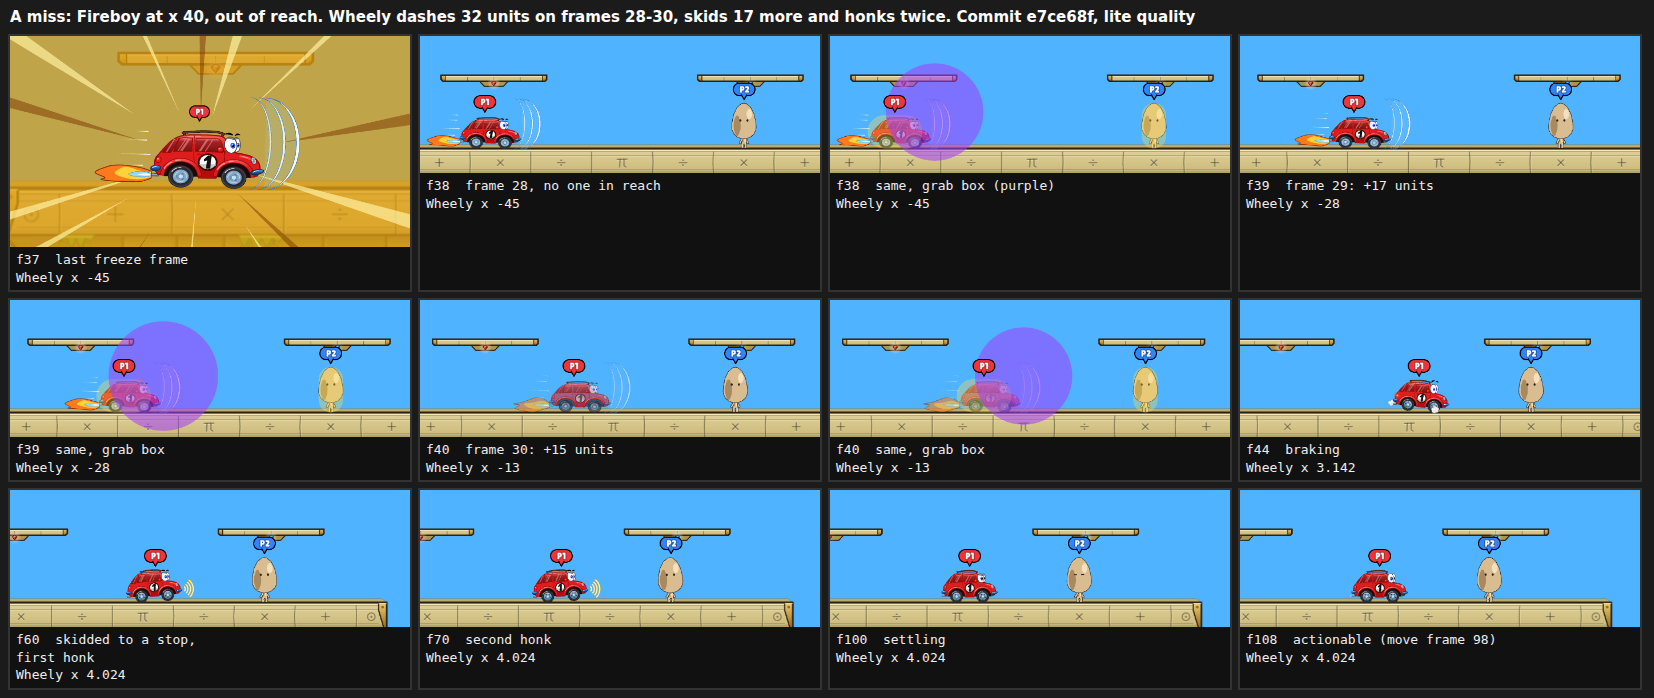 A miss: Fireboy at x 40, out of reach. Wheely dashes 32 units on frames 28-30, skids 17 more and honks twice. Commit e7ce68f, lite quality
P1
f37 last freeze frame
Wheely x -45
P1
P2
+ × ÷ π ÷ × +
f38 frame 28, no one in reach
Wheely x -45
P1
P2
+ × ÷ π ÷ × +
f38 same, grab box (purple)
Wheely x -45
P1
P2
+ × ÷ π ÷ × +
f39 frame 29: +17 units
Wheely x -28
P1
P2
+ × ÷ π ÷ × +
f39 same, grab box
Wheely x -28
P1
P2
+ × ÷ π ÷ × +
f40 frame 30: +15 units
Wheely x -13
P1
P2
+ × ÷ π ÷ × +
f40 same, grab box
Wheely x -13
P1
P2
× ÷ π ÷ × +
f44 braking
Wheely x 3.142
P1
P2
× ÷ π ÷ × +
f60 skidded to a stop,
first honk
Wheely x 4.024
P1
P2
× ÷ π ÷ × +
f70 second honk
Wheely x 4.024
P1
P2
× ÷ π ÷ × +
f100 settling
Wheely x 4.024
P1
P2
× ÷ π ÷ × +
f108 actionable (move frame 98)
Wheely x 4.024